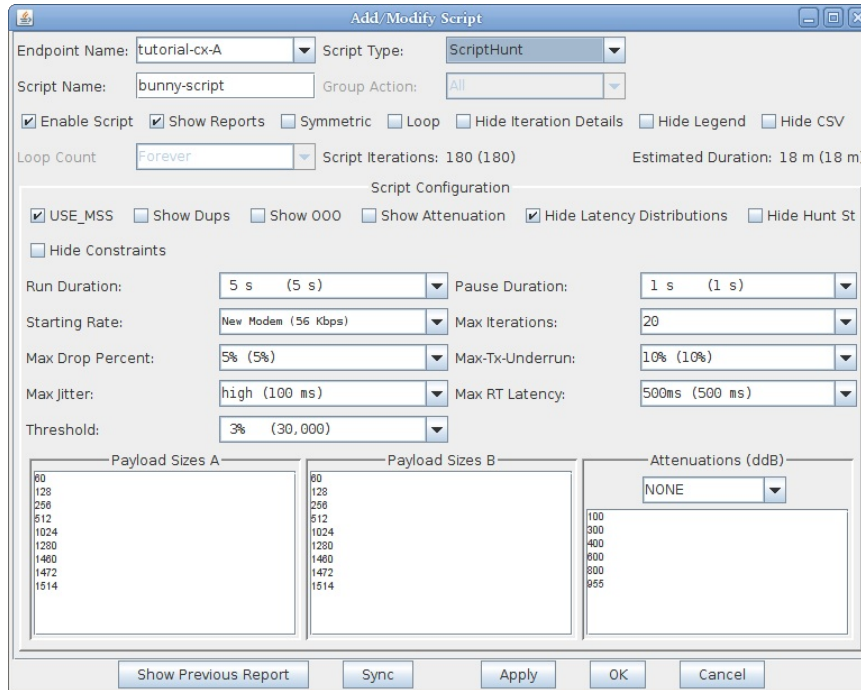 Add/Modify Script
Endpoint Name: tutorial-cx-A Script Type: ScriptHunt
Script Name: bunny-script Group Action: All
Enable Script Show Reports Symmetric Loop Hide Iteration Details Hide Legend Hide CSV
Loop Count Forever Script Iterations: 180 (180) Estimated Duration: 18 m (18 m)
Script Configuration
USE_MSS Show Dups Show OOO Show Attenuation Hide Latency Distributions Hide Hunt St
Hide Constraints
Run Duration: 5 s (5 s) Pause Duration: 1 s (1 s)
Starting Rate: New Modem (56 Kbps) Max Iterations: 20
Max Drop Percent: 5% (5%) Max-Tx-Underrun: 10% (10%)
Max Jitter: high (100 ms) Max RT Latency: 500ms (500 ms)
Threshold: 3% (30,000)
Payload Sizes A
60
128
256
512
1024
1280
1460
1472
1514
Payload Sizes B
60
128
256
512
1024
1280
1460
1472
1514
Attenuations (ddB)
NONE
100
300
400
600
800
955
Show Previous Report Sync Apply OK Cancel